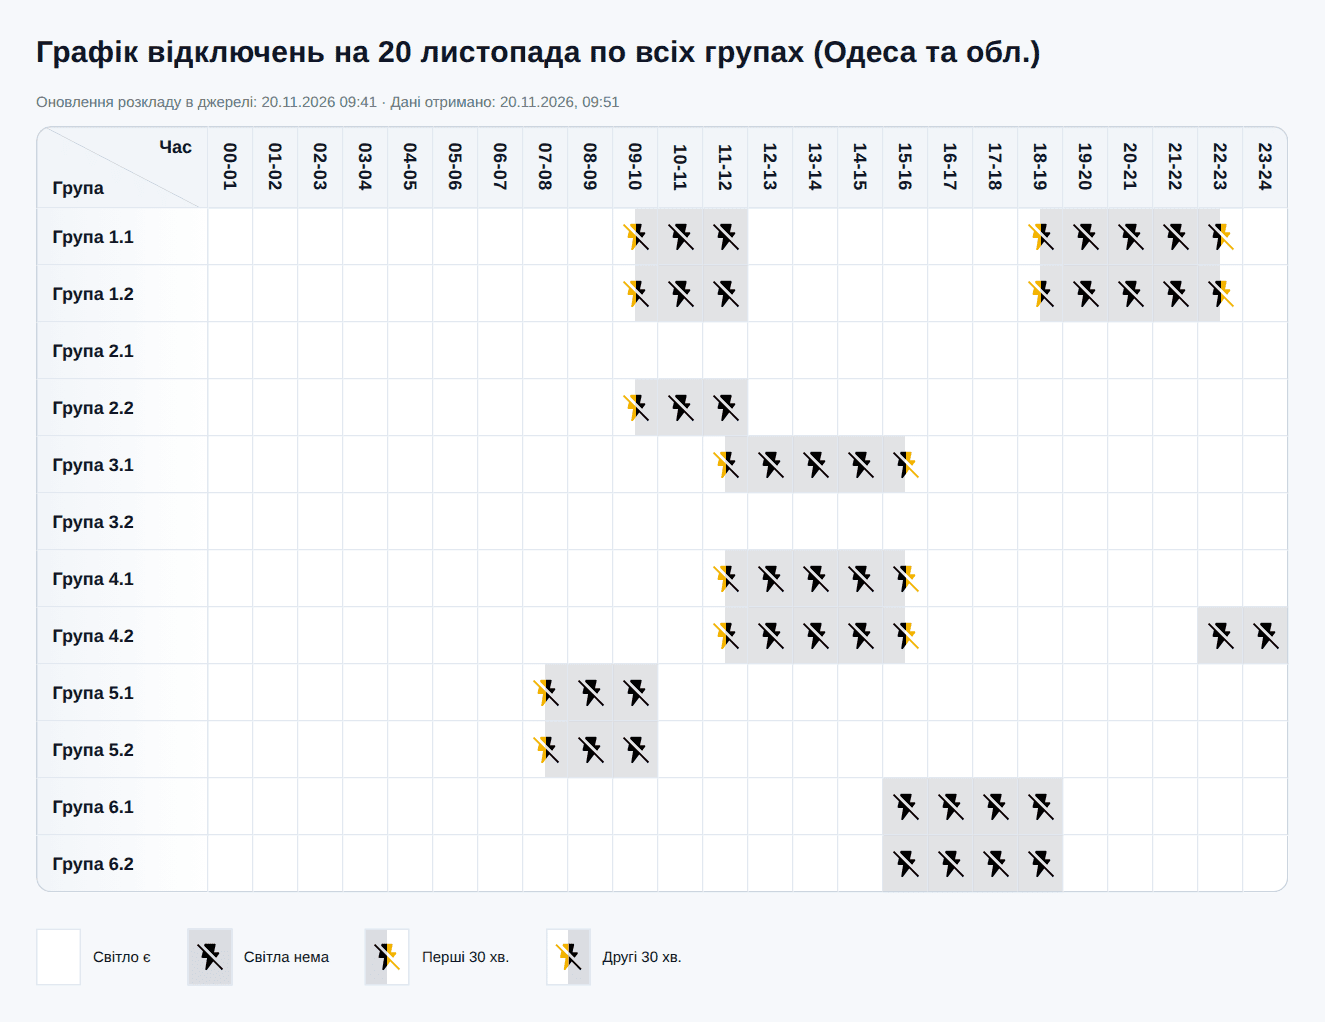 Графік відключень на 20 листопада по всіх групах (Одеса та обл.)
Оновлення розкладу в джерелі: 20.11.2026 09:41 · Дані отримано: 20.11.2026, 09:51
Час
Група
00-01 01-02 02-03 03-04 04-05 05-06 06-07 07-08 08-09 09-10 10-11 11-12 12-13 13-14 14-15 15-16 16-17 17-18 18-19 19-20 20-21 21-22 22-23 23-24
Група 1.1
Група 1.2
Група 2.1
Група 2.2
Група 3.1
Група 3.2
Група 4.1
Група 4.2
Група 5.1
Група 5.2
Група 6.1
Група 6.2
Світло є Світла нема Перші 30 хв. Другі 30 хв.